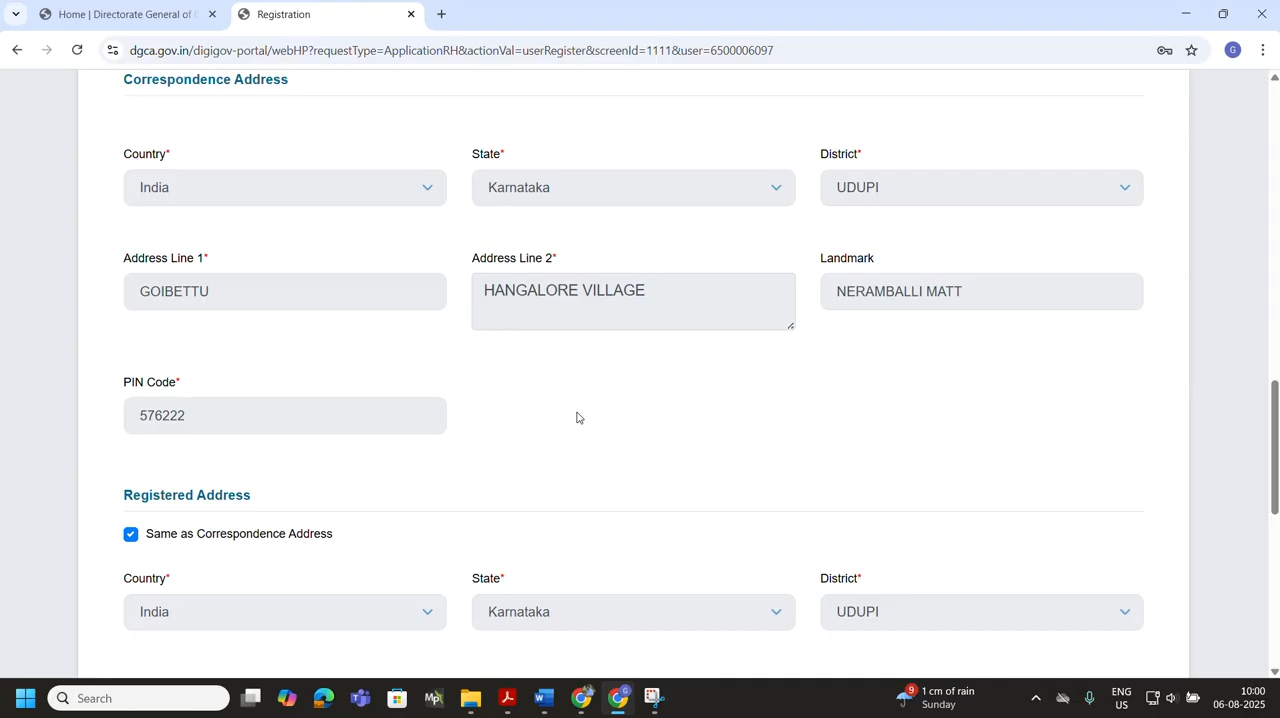 Home | Directorate General of C
Registration
dgca.gov.in/digigov-portal/webHP?requestType=ApplicationRH&actionVal=userRegister&screenId=1111&user=6500006097
G
Correspondence Address
Country* State* District*
India Karnataka UDUPI
Address Line 1* Address Line 2* Landmark
GOIBETTU HANGALORE VILLAGE NERAMBALLI MATT
PIN Code*
576222
Registered Address
Same as Correspondence Address
Country* State* District*
India Karnataka UDUPI
Search
9
1 cm of rain
Sunday
ENG
US
10:00
06-08-2025